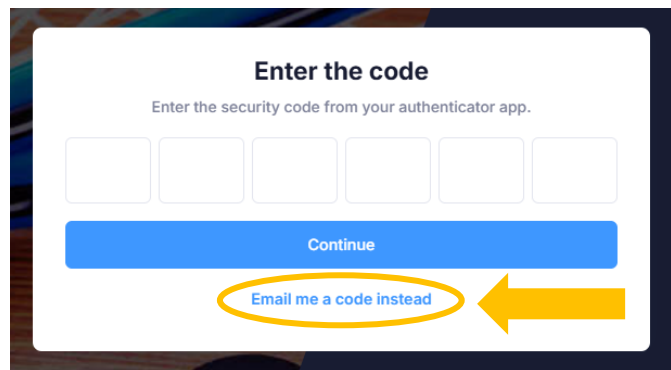 Enter the code
Enter the security code from your authenticator app.
Continue
Email me a code instead